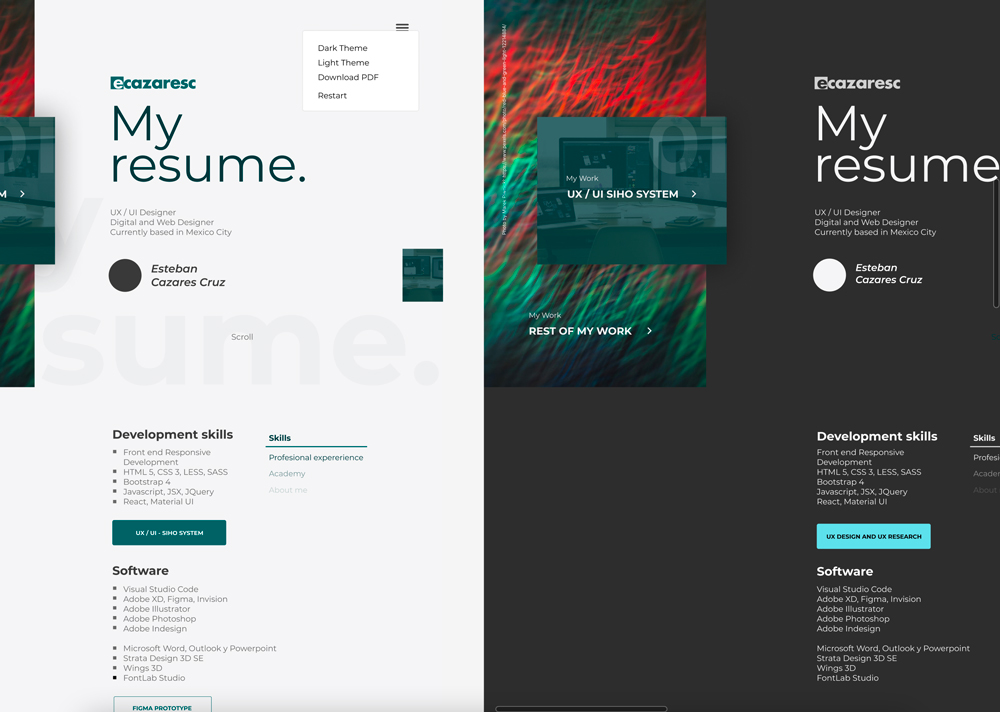 Dark Theme
Light Theme
Download PDF
Restart
ecazaresc
My
resume.
UX / UI Designer
Digital and Web Designer
Currently based in Mexico City
Esteban
Cazares Cruz
sume.
Scroll
Development skills
Front end Responsive
Development
HTML 5, CSS 3, LESS, SASS
Bootstrap 4
Javascript, JSX, JQuery
React, Material UI
UX / UI - SIHO SYSTEM
Skills
Profesional expererience
Academy
About me
Software
Visual Studio Code
Adobe XD, Figma, Invision
Adobe Illustrator
Adobe Photoshop
Adobe Indesign
Microsoft Word, Outlook y Powerpoint
Strata Design 3D SE
Wings 3D
FontLab Studio
FIGMA PROTOTYPE
01
My Work
UX / UI SIHO SYSTEM
My Work
REST OF MY WORK
ecazaresc
My
resume
UX / UI Designer
Digital and Web Designer
Currently based in Mexico City
Esteban
Cazares Cruz
Development skills
Front end Responsive
Development
HTML 5, CSS 3, LESS, SASS
Bootstrap 4
Javascript, JSX, JQuery
React, Material UI
UX DESIGN AND UX RESEARCH
Skills
Profesi
Acade
About
Software
Visual Studio Code
Adobe XD, Figma, Invision
Adobe Illustrator
Adobe Photoshop
Adobe Indesign
Microsoft Word, Outlook y Powerpoint
Strata Design 3D SE
Wings 3D
FontLab Studio